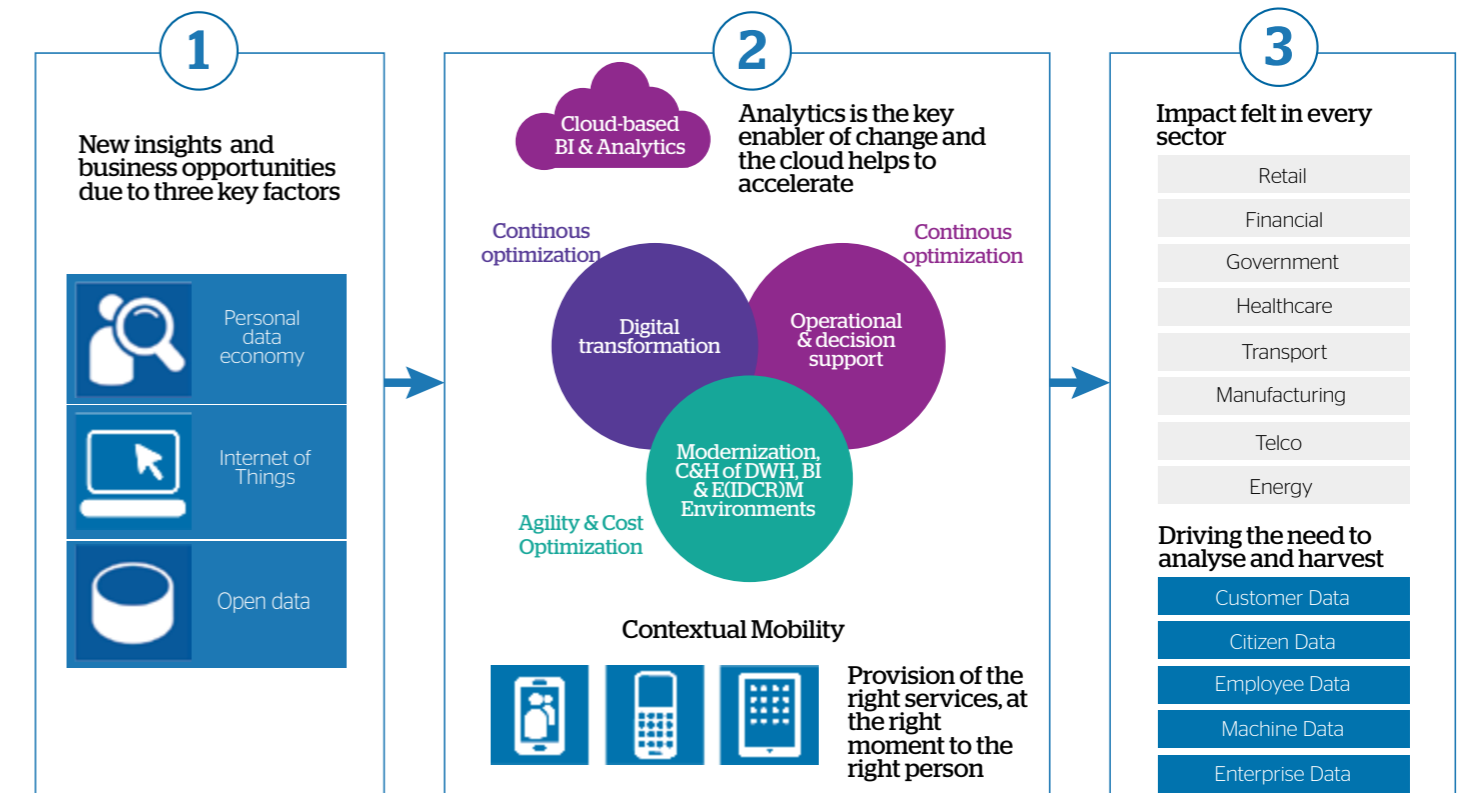 1
New insights and
business opportunities
due to three key factors
Personal
data
economy
Internet of
Things
Open data
2
Cloud-based
BI & Analytics
Analytics is the key
enabler of change and
the cloud helps to
accelerate
Continous
optimization
Continous
optimization
Digital
transformation
Operational
& decision
support
Modernization,
C&H of DWH, BI
& E(IDCR)M
Environments
Agility & Cost
Optimization
Contextual Mobility
Provision of the
right services, at
the right
moment to the
right person
3
Impact felt in every
sector
Retail
Financial
Government
Healthcare
Transport
Manufacturing
Telco
Energy
Driving the need to
analyse and harvest
Customer Data
Citizen Data
Employee Data
Machine Data
Enterprise Data